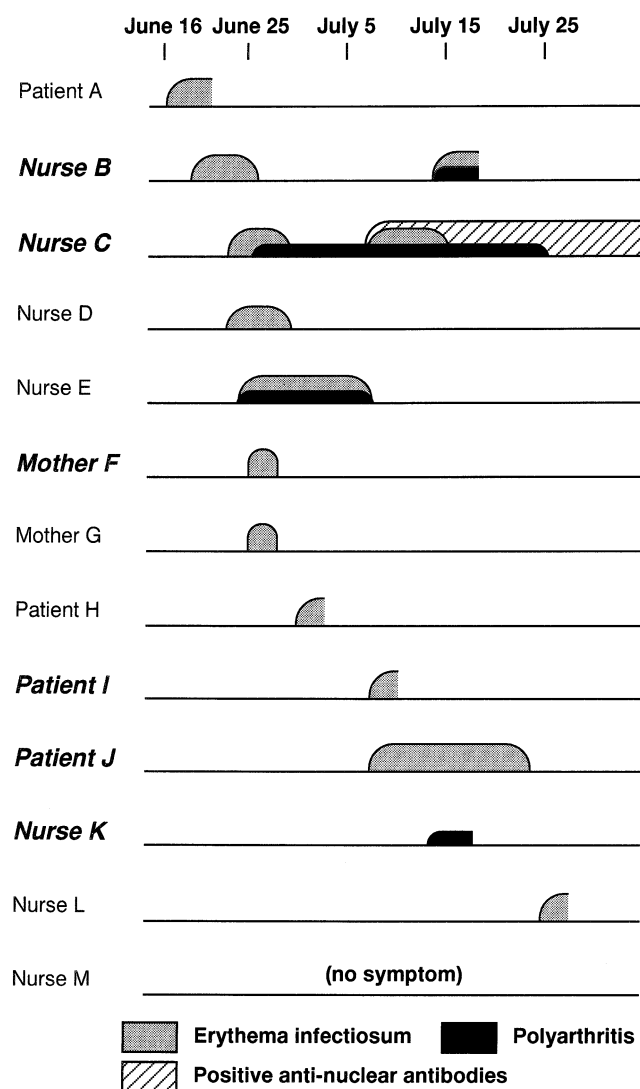 June 16 June 25 July 5 July 15 July 25
Patient A
Nurse B
Nurse C
Nurse D
Nurse E
Mother F
Mother G
Patient H
Patient I
Patient J
Nurse K
Nurse L
Nurse M (no symptom)
Erythema infectiosum Polyarthritis
Positive anti-nuclear antibodies